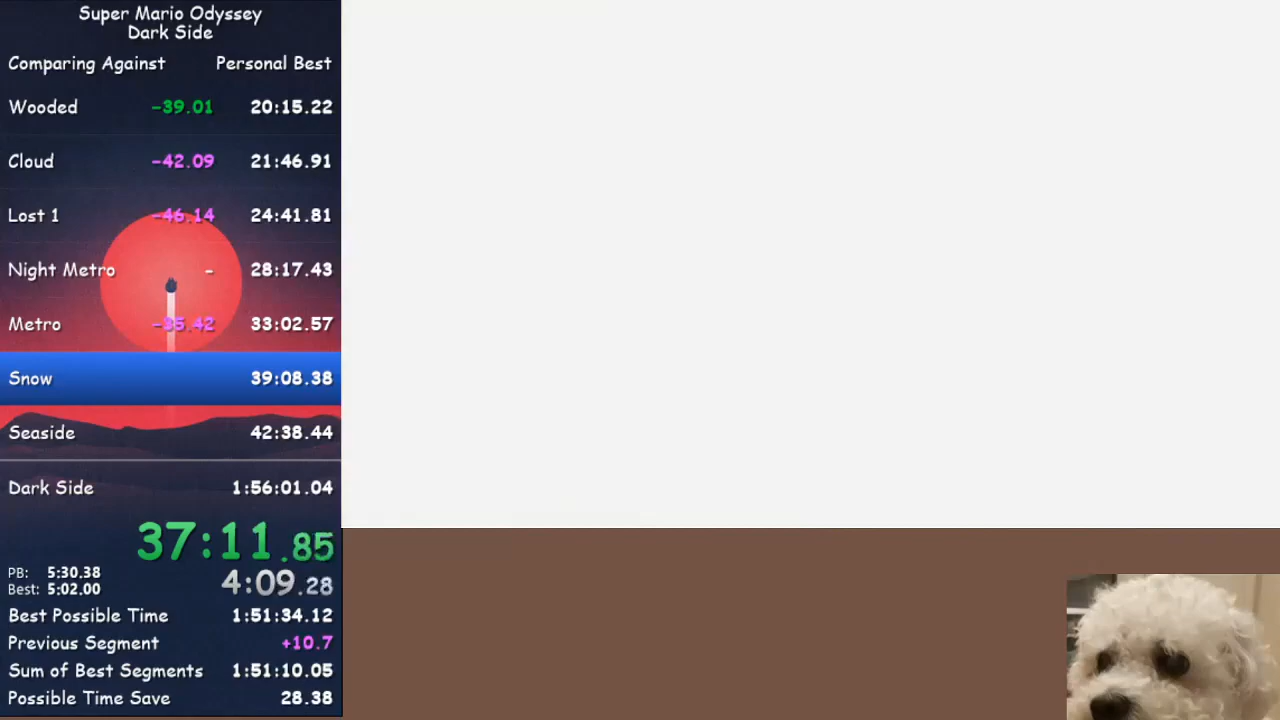 Super Mario Odyssey
Dark Side
Comparing Against Personal Best
Wooded -39.01 20:15.22
Cloud -42.09 21:46.91
Lost 1 -46.14 24:41.81
Night Metro - 28:17.43
Metro -35.42 33:02.57
Snow 39:08.38
Seaside 42:38.44
Dark Side 1:56:01.04
37:11.85
PB: 5:30.38
Best: 5:02.00
4:09.28
Best Possible Time 1:51:34.12
Previous Segment +10.7
Sum of Best Segments 1:51:10.05
Possible Time Save 28.38